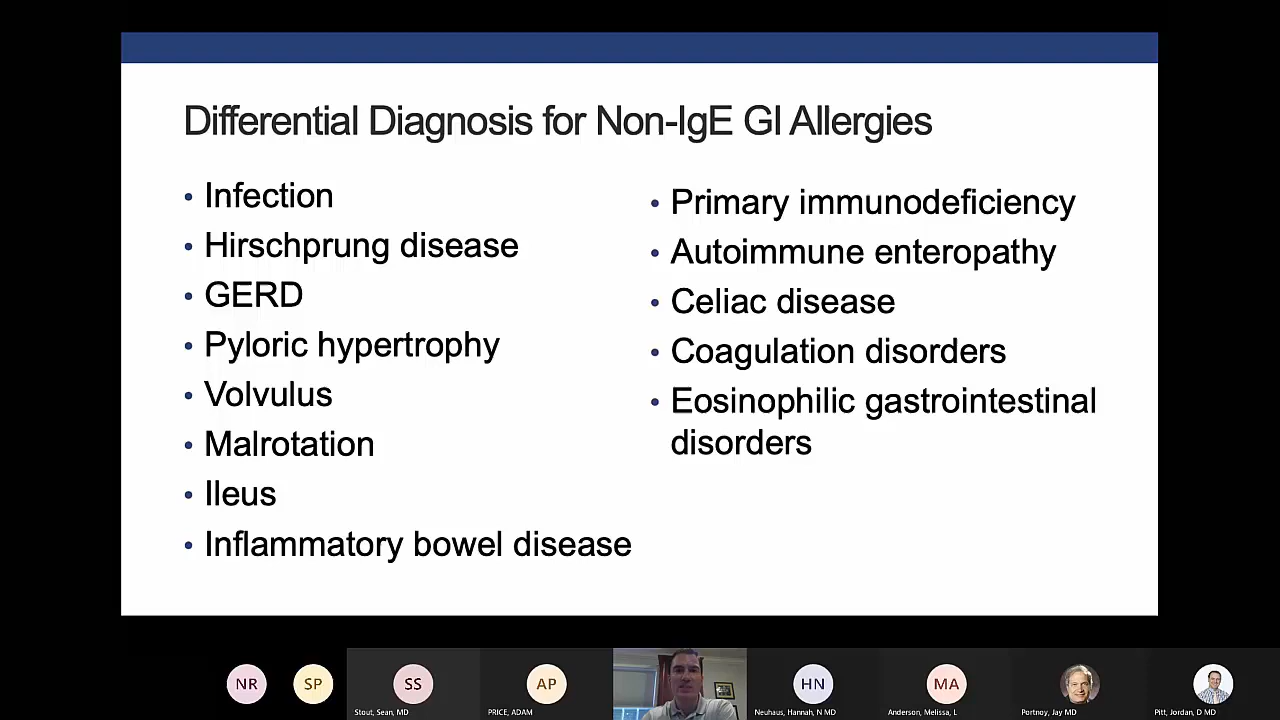 Differential Diagnosis for Non-IgE GI Allergies
• Infection
• Hirschprung disease
• GERD
• Pyloric hypertrophy
• Volvulus
• Malrotation
• Ileus
• Inflammatory bowel disease
• Primary immunodeficiency
• Autoimmune enteropathy
• Celiac disease
• Coagulation disorders
• Eosinophilic gastrointestinal
disorders
NR
SP
SS
AP
HN
MA
Stout, Sean, MD
PRICE, ADAM
Neuhaus, Hannah, N MD
Anderson, Melissa, L
Portnoy, Jay MD
Pitt, Jordan, D MD